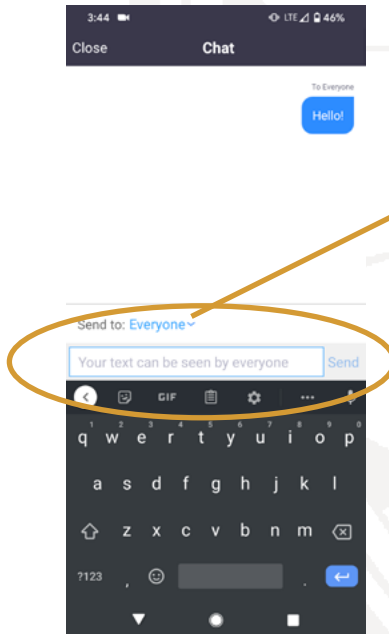 3:44 LTE 46%
Close Chat
To Everyone
Hello!
Send to: Everyone
Your text can be seen by everyone Send
GIF
1 2 3 4 5 6 7 8 9 0
q w e r t y u i o p
a s d f g h j k l
z x c v b n m
?123 , .